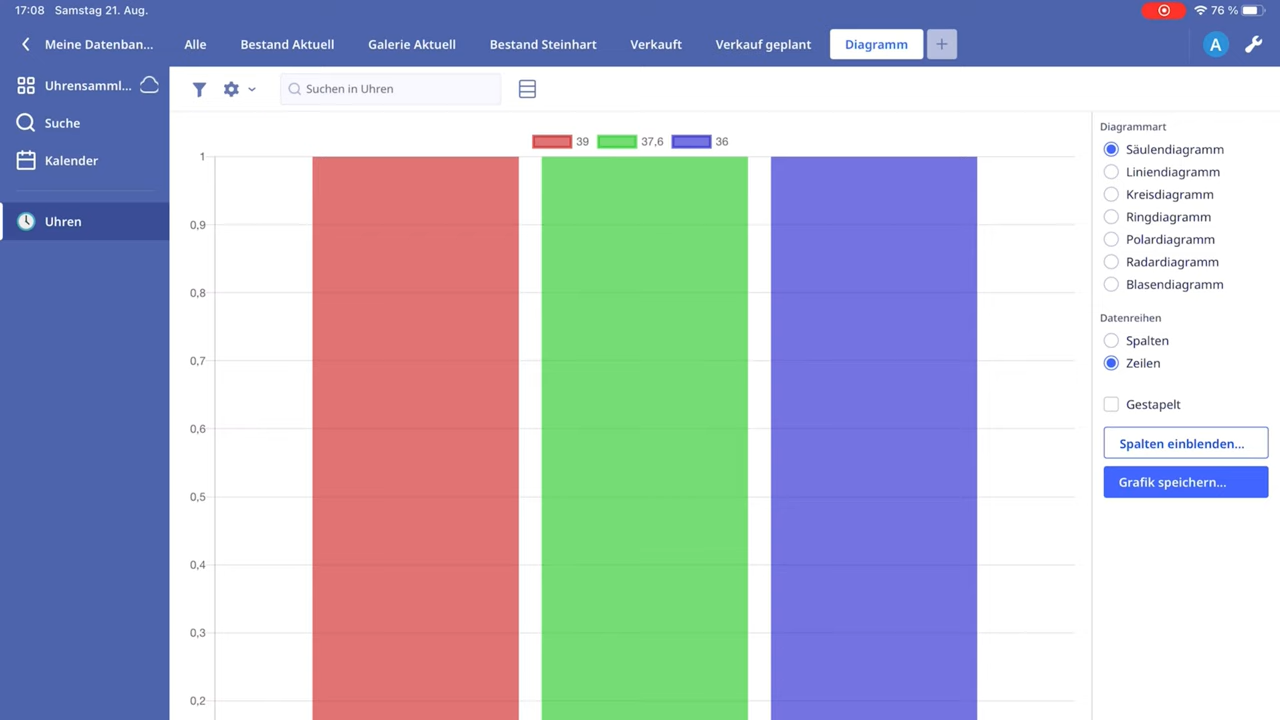 17:08 Samstag 21. Aug.
76 %
Meine Datenban...
Alle
Bestand Aktuell
Galerie Aktuell
Bestand Steinhart
Verkauft
Verkauf geplant
Diagramm
+
A
Uhrensamml...
Suche
Kalender
Uhren
Suchen in Uhren
39
37,6
36
1
0,9
0,8
0,7
0,6
0,5
0,4
0,3
0,2
Diagrammart
Säulendiagramm
Liniendiagramm
Kreisdiagramm
Ringdiagramm
Polardiagramm
Radardiagramm
Blasendiagramm
Datenreihen
Spalten
Zeilen
Gestapelt
Spalten einblenden...
Grafik speichern...